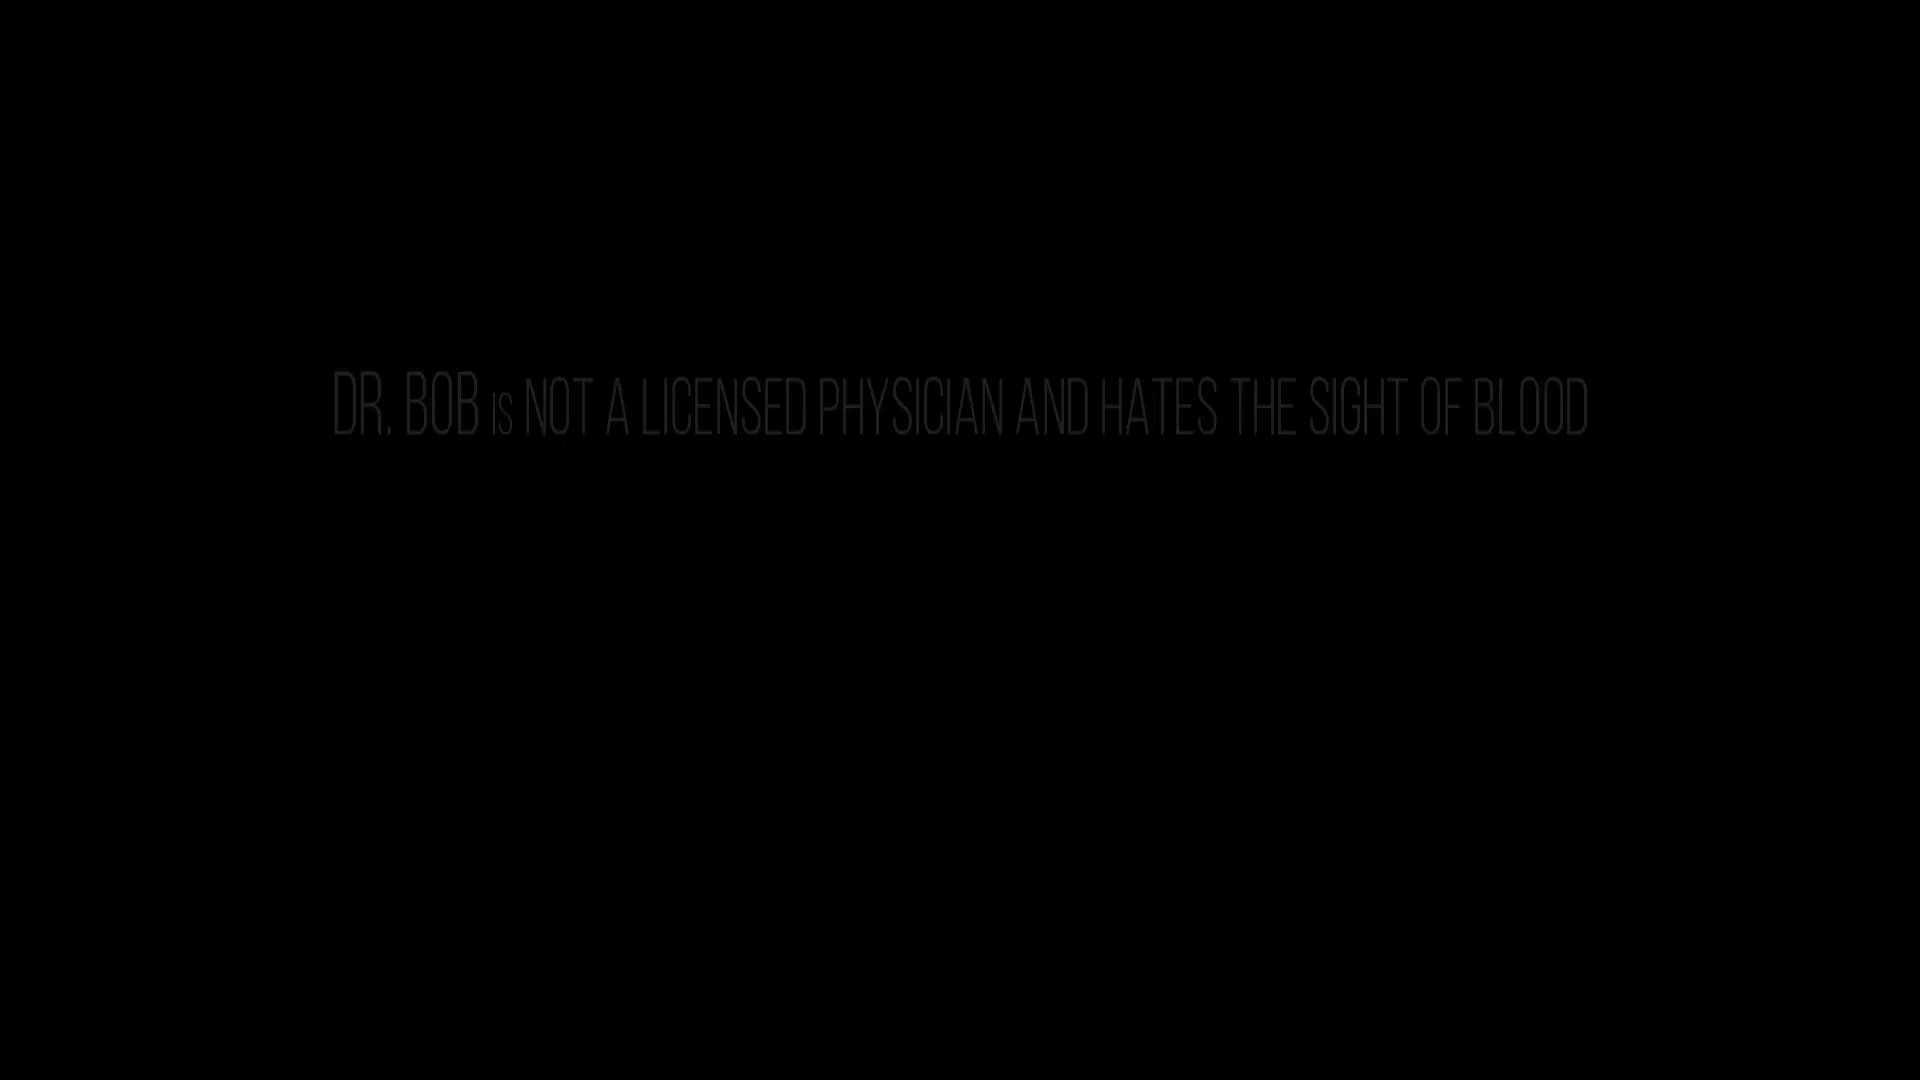 DR. BOB IS NOT A LICENSED PHYSICIAN AND HATES THE SIGHT OF BLOOD